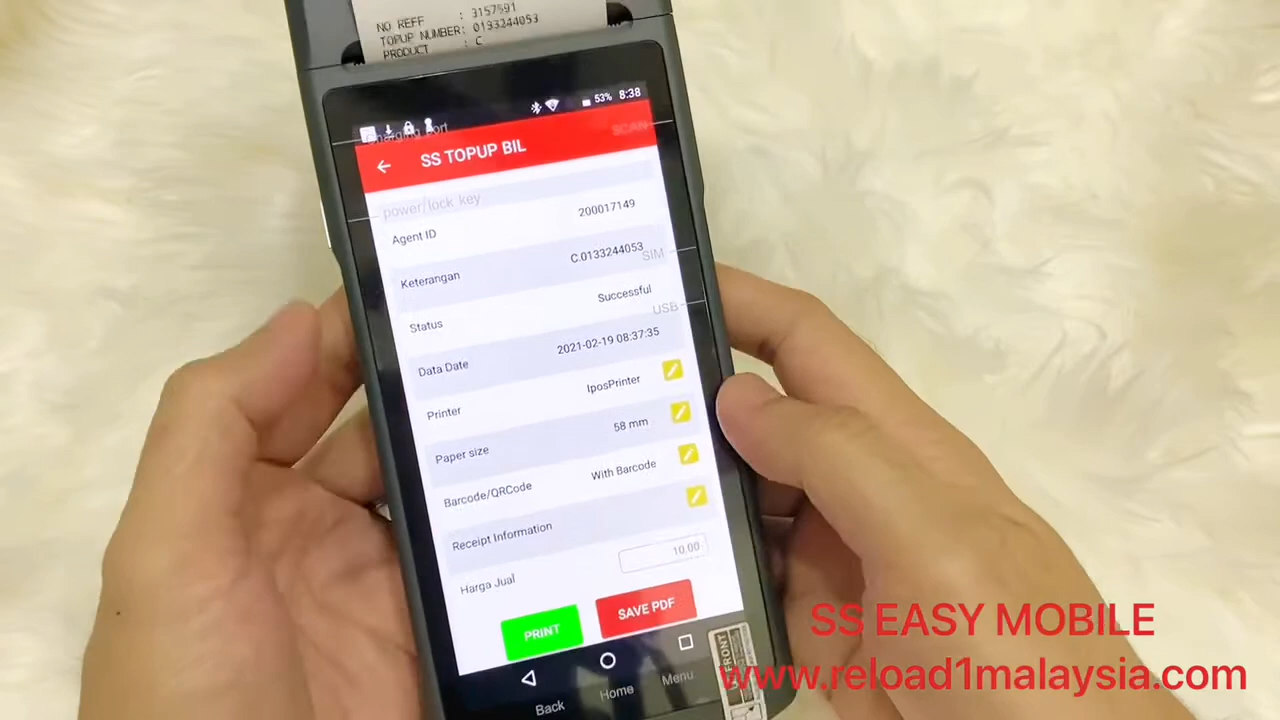 NO REFF : 3157591
TOPUP NUMBER: 0133244053
PRODUCT : C
53% 8:38
Charging port
SCAN
SS TOPUP BIL
power/lock key
Agent ID 200017149
Keterangan C.0133244053
SIM
Status Successful
USB
Data Date 2021-02-19 08:37:35
Printer IposPrinter
Paper size 58 mm
Barcode/QRCode With Barcode
Receipt Information
Harga Jual 10.00
PRINT SAVE PDF
Back Home Menu
SS EASY MOBILE
www.reload1malaysia.com